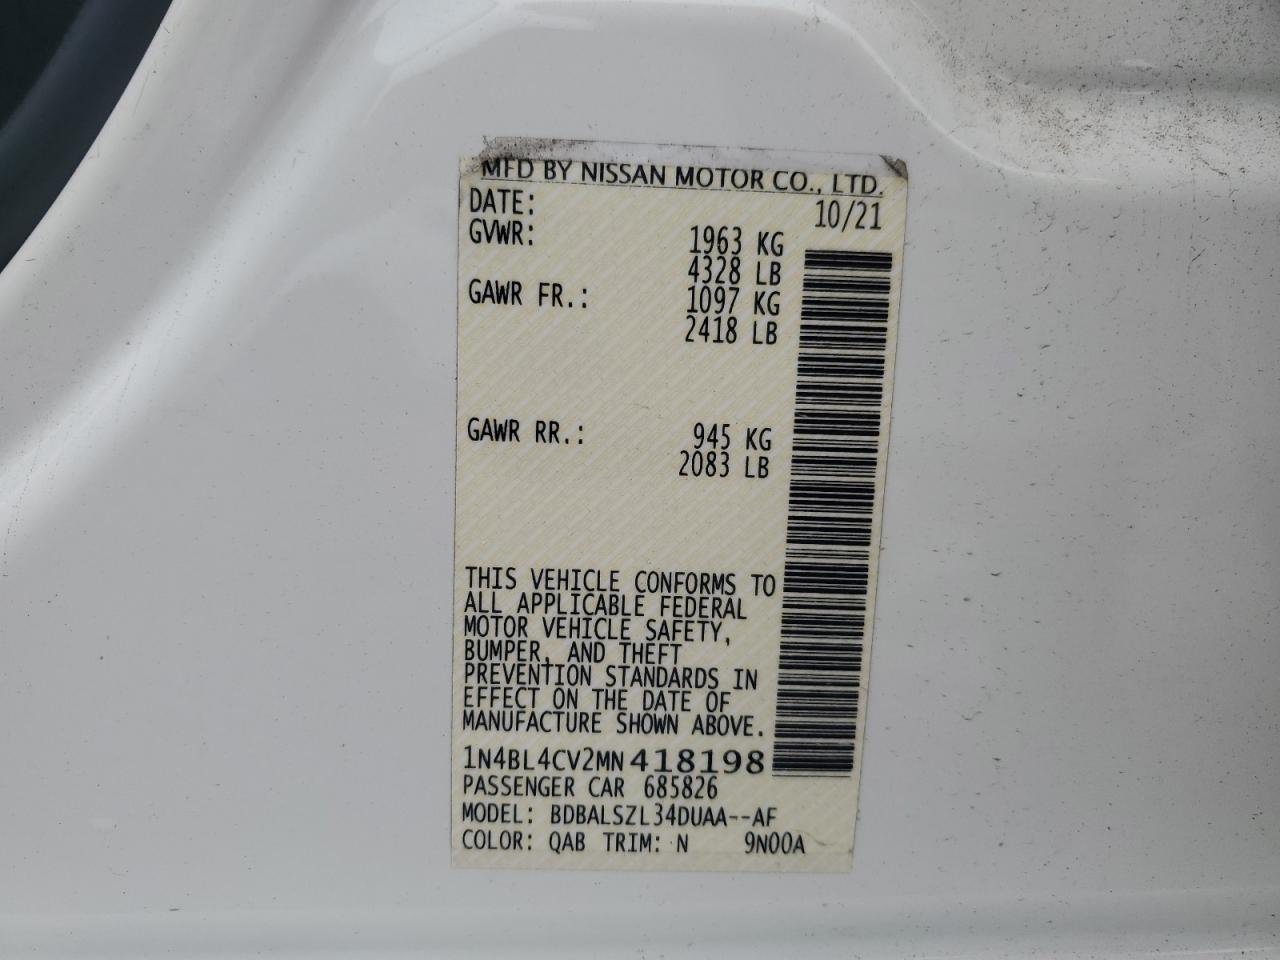 MFD BY NISSAN MOTOR CO., LTD.
DATE: 10/21
GVWR: 1963 KG
4328 LB
GAWR FR.: 1097 KG
2418 LB
GAWR RR.: 945 KG
2083 LB
THIS VEHICLE CONFORMS TO
ALL APPLICABLE FEDERAL
MOTOR VEHICLE SAFETY,
BUMPER, AND THEFT
PREVENTION STANDARDS IN
EFFECT ON THE DATE OF
MANUFACTURE SHOWN ABOVE.
1N4BL4CV2MN418198
PASSENGER CAR 685826
MODEL: BDBALSZL34DUAA--AF
COLOR: QAB TRIM: N 9N00A